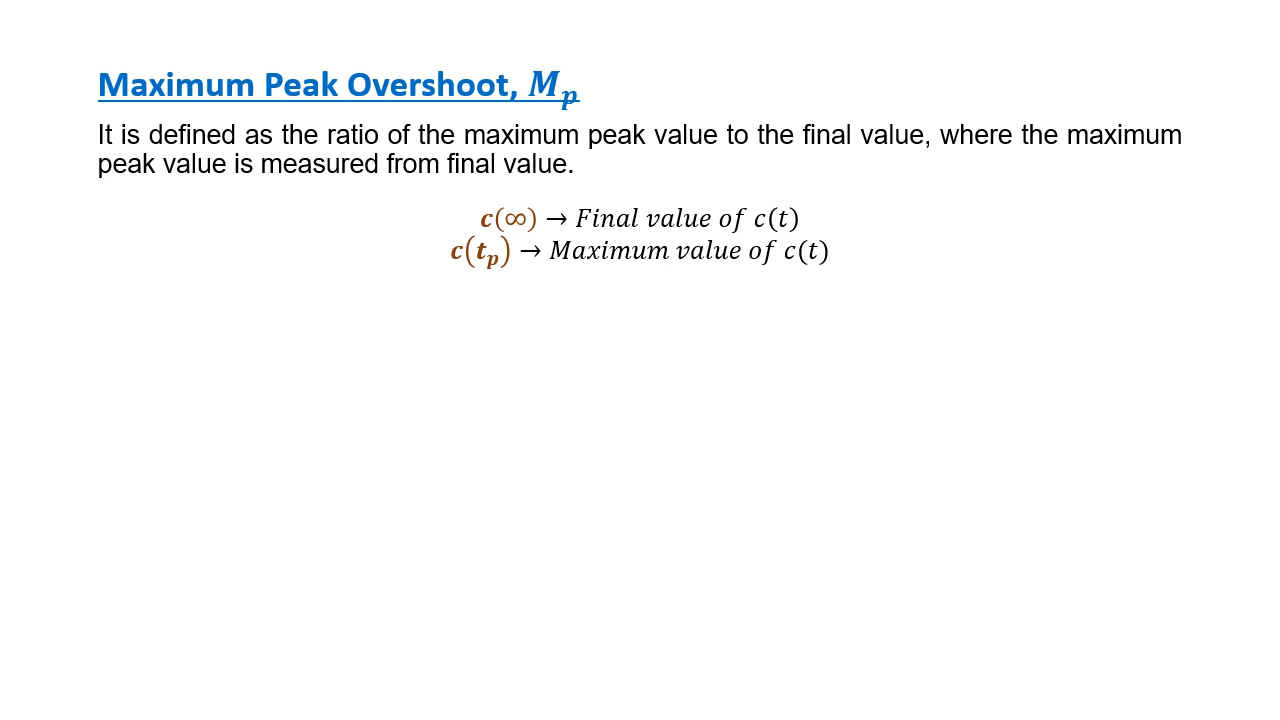 Maximum Peak Overshoot, M_p
It is defined as the ratio of the maximum peak value to the final value, where the maximum
peak value is measured from final value.
c(∞) → Final value of c(t)
c(t_p) → Maximum value of c(t)